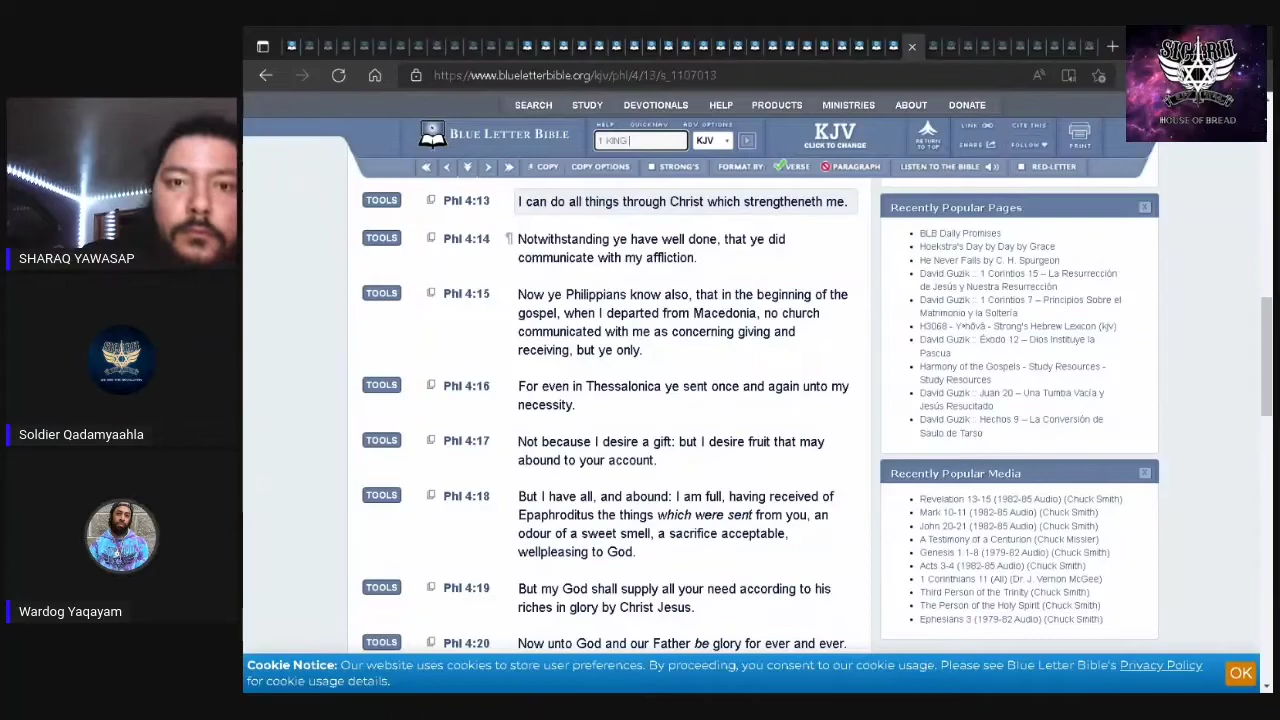 SHARAQ YAWASAP
Soldier Qadamyaahla
Wardog Yaqayam
https://www.blueletterbible.org/kjv/phl/4/13/s_1107013
SICARII
HOUSE OF BREAD
SEARCH STUDY DEVOTIONALS HELP PRODUCTS MINISTRIES ABOUT DONATE
BLUE LETTER BIBLE
HELP QUICKNAV ADV OPTIONS
1 KING
KJV
KJV
CLICK TO CHANGE
RETURN
TO TOP
LINK CITE THIS
SHARE FOLLOW
PRINT
COPY COPY OPTIONS STRONG'S FORMAT BY VERSE PARAGRAPH LISTEN TO THE BIBLE RED-LETTER
TOOLS Phl 4:13 I can do all things through Christ which strengtheneth me.
TOOLS Phl 4:14 ¶ Notwithstanding ye have well done, that ye did
communicate with my affliction.
TOOLS Phl 4:15 Now ye Philippians know also, that in the beginning of the
gospel, when I departed from Macedonia, no church
communicated with me as concerning giving and
receiving, but ye only.
TOOLS Phl 4:16 For even in Thessalonica ye sent once and again unto my
necessity.
TOOLS Phl 4:17 Not because I desire a gift: but I desire fruit that may
abound to your account.
TOOLS Phl 4:18 But I have all, and abound: I am full, having received of
Epaphroditus the things which were sent from you, an
odour of a sweet smell, a sacrifice acceptable,
wellpleasing to God.
TOOLS Phl 4:19 But my God shall supply all your need according to his
riches in glory by Christ Jesus.
TOOLS Phl 4:20 Now unto God and our Father be glory for ever and ever.
Recently Popular Pages
BLB Daily Promises
Hoekstra's Day by Day by Grace
He Never Fails by C. H. Spurgeon
David Guzik :: 1 Corintios 15 – La Resurrección
de Jesús y Nuestra Resurrección
David Guzik :: 1 Corintios 7 – Principios Sobre el
Matrimonio y la Soltería
H3068 - Yᵊhōvâ - Strong's Hebrew Lexicon (kjv)
David Guzik :: Éxodo 12 – Dios Instituye la
Pascua
Harmony of the Gospels - Study Resources -
Study Resources
David Guzik :: Juan 20 – Una Tumba Vacía y
Jesús Resucitado
David Guzik :: Hechos 9 – La Conversión de
Saulo de Tarso
Recently Popular Media
Revelation 13-15 (1982-85 Audio) (Chuck Smith)
Mark 10-11 (1982-85 Audio) (Chuck Smith)
John 20-21 (1982-85 Audio) (Chuck Smith)
A Testimony of a Centurion (Chuck Missler)
Genesis 1:1-8 (1979-82 Audio) (Chuck Smith)
Acts 3-4 (1982-85 Audio) (Chuck Smith)
1 Corinthians 11 (All) (Dr. J. Vernon McGee)
Third Person of the Trinity (Chuck Smith)
The Person of the Holy Spirit (Chuck Smith)
Ephesians 3 (1979-82 Audio) (Chuck Smith)
Cookie Notice: Our website uses cookies to store user preferences. By proceeding, you consent to our cookie usage. Please see Blue Letter Bible's Privacy Policy
for cookie usage details.
OK